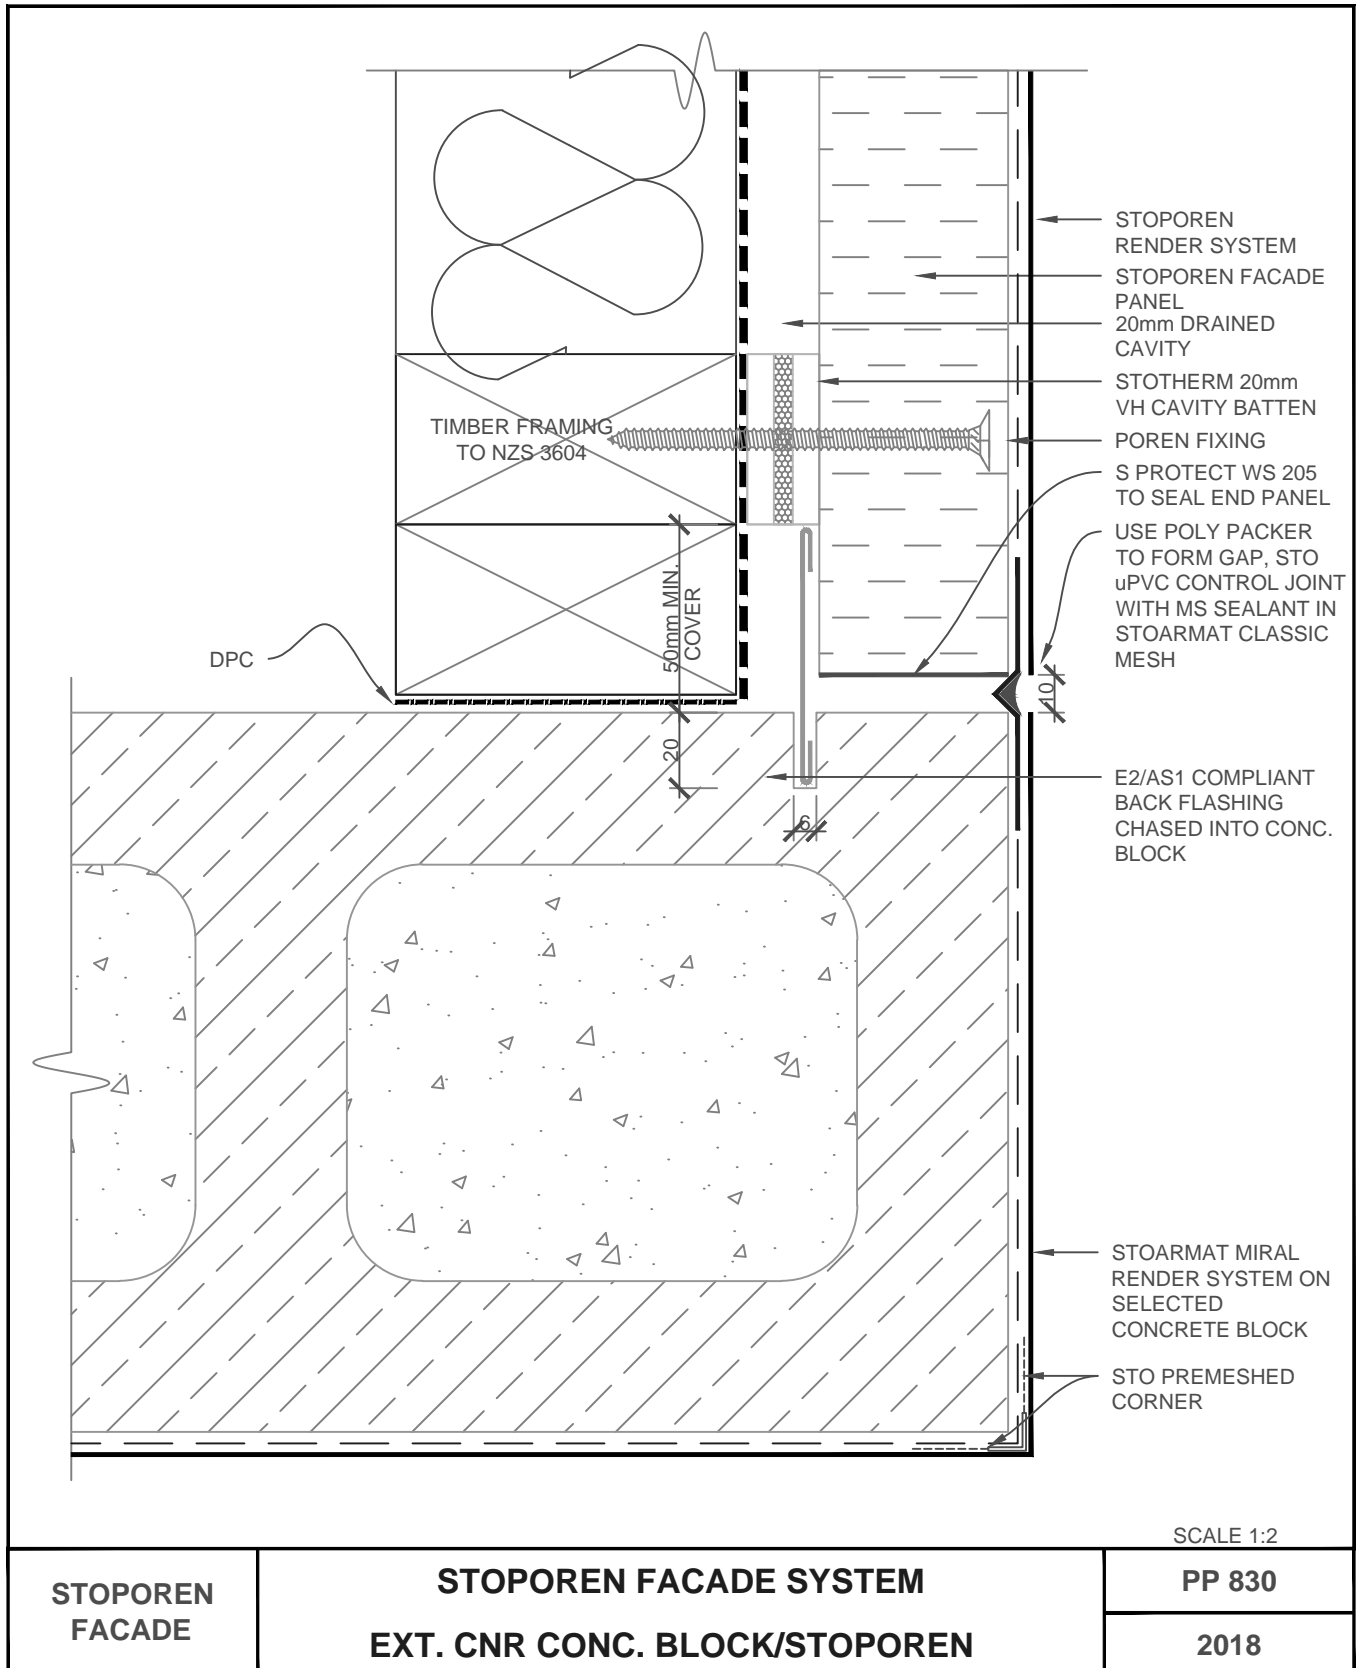 STOPOREN
RENDER SYSTEM
STOPOREN FACADE
PANEL
20mm DRAINED
CAVITY
STOTHERM 20mm
VH CAVITY BATTEN
TIMBER FRAMING
TO NZS 3604
POREN FIXING
S PROTECT WS 205
TO SEAL END PANEL
USE POLY PACKER
TO FORM GAP, STO
uPVC CONTROL JOINT
WITH MS SEALANT IN
STOARMAT CLASSIC
MESH
50mm MIN.
COVER
DPC
10
20
6
E2/AS1 COMPLIANT
BACK FLASHING
CHASED INTO CONC.
BLOCK
STOARMAT MIRAL
RENDER SYSTEM ON
SELECTED
CONCRETE BLOCK
STO PREMESHED
CORNER
SCALE 1:2
STOPOREN
FACADE
STOPOREN FACADE SYSTEM
EXT. CNR CONC. BLOCK/STOPOREN
PP 830
2018